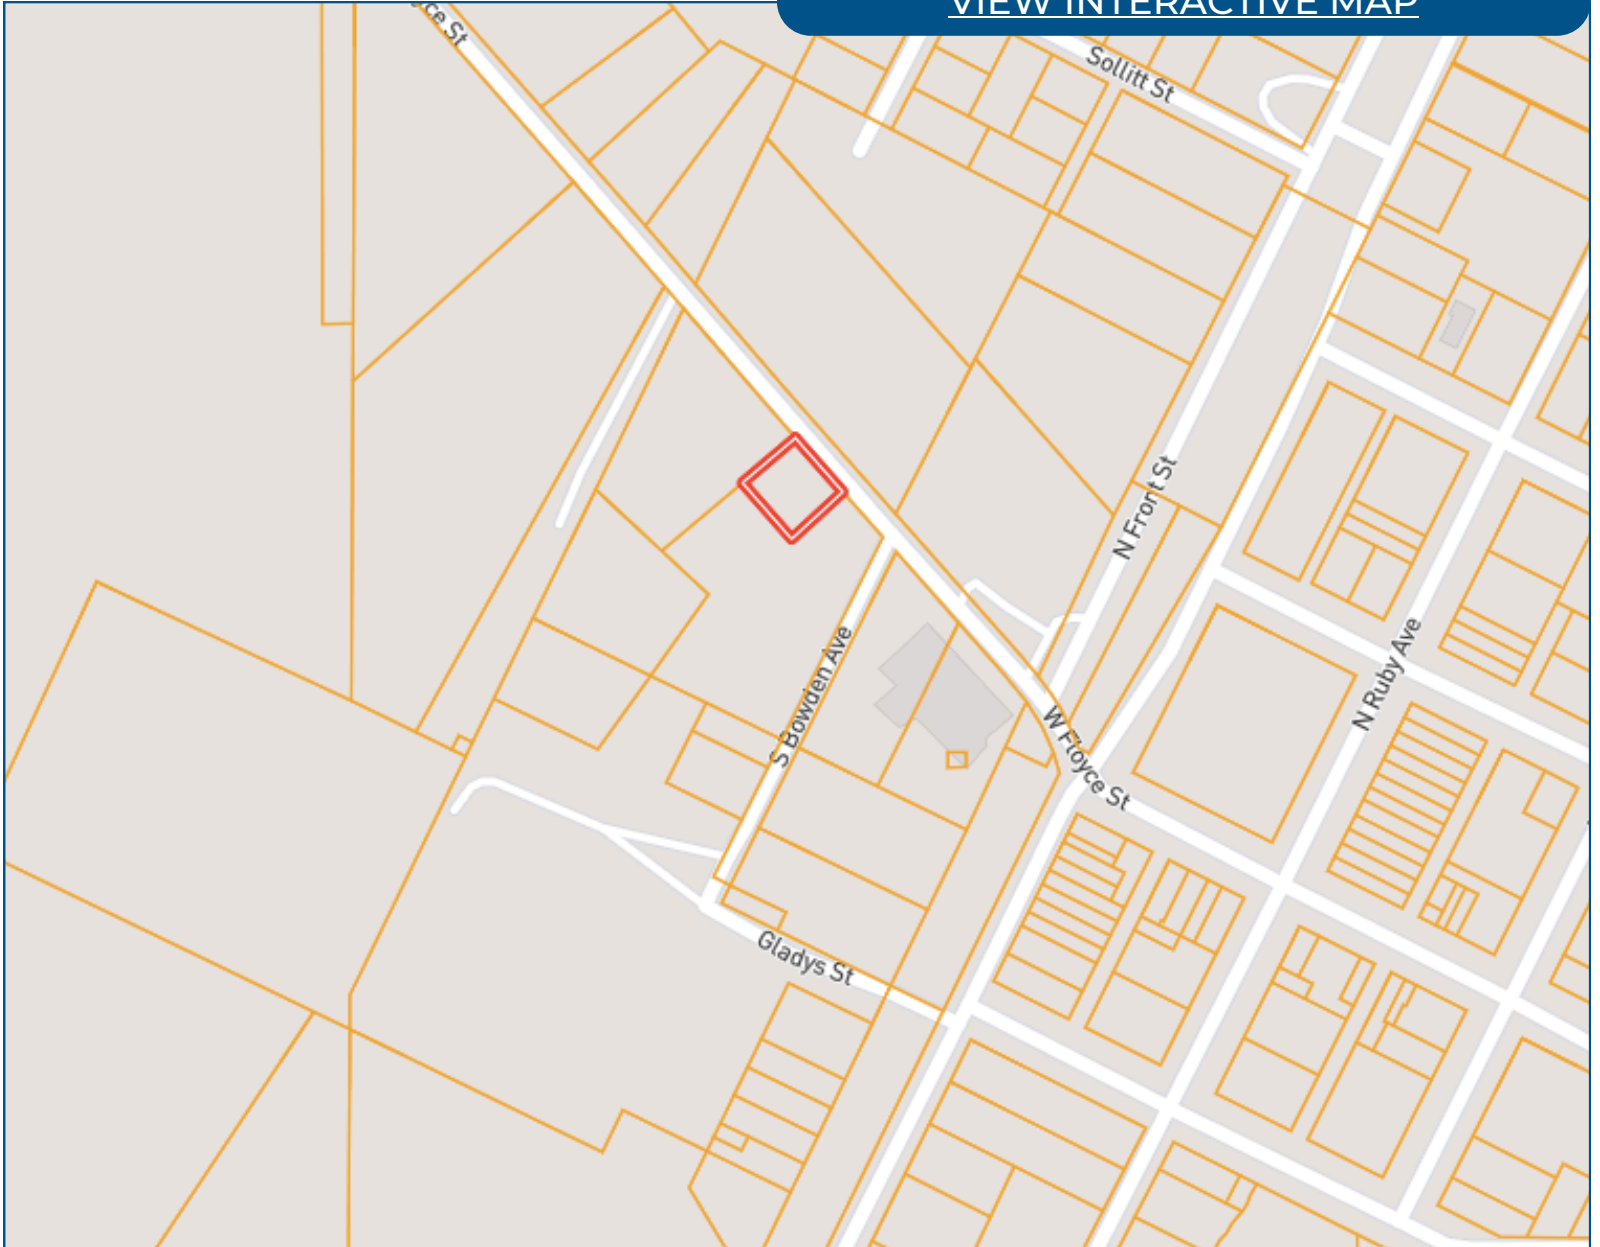 VIEW INTERACTIVE MAP
Sollitt St
N Front St
N Ruby Ave
S Bowden Ave
W Floyce St
Gladys St